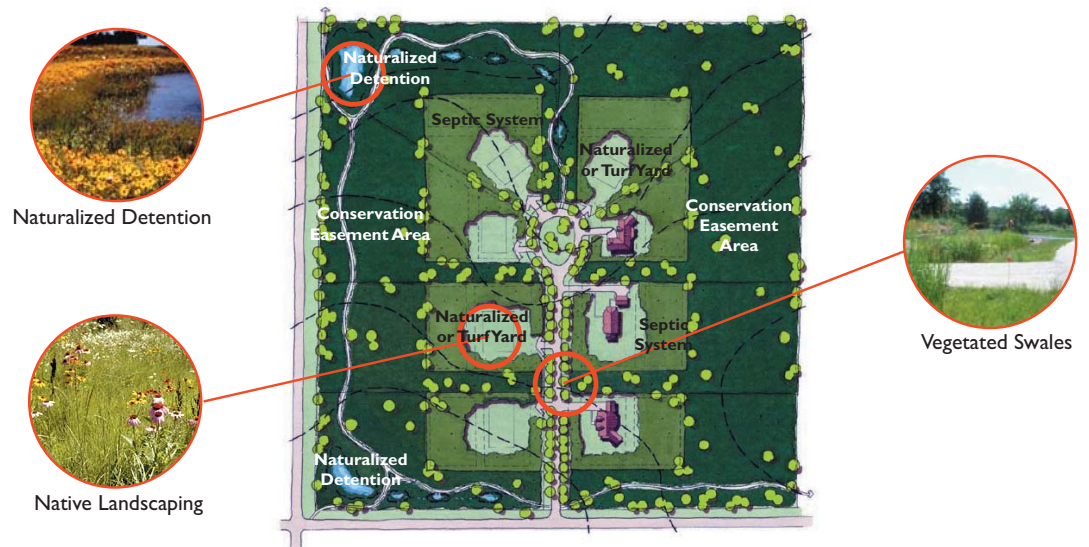 Naturalized
Detention
Septic System
Naturalized
or Turf Yard
Naturalized Detention
Conservation
Easement Area
Conservation
Easement
Area
Naturalized
or Turf Yard
Septic
System
Vegetated Swales
Naturalized
Detention
Native Landscaping